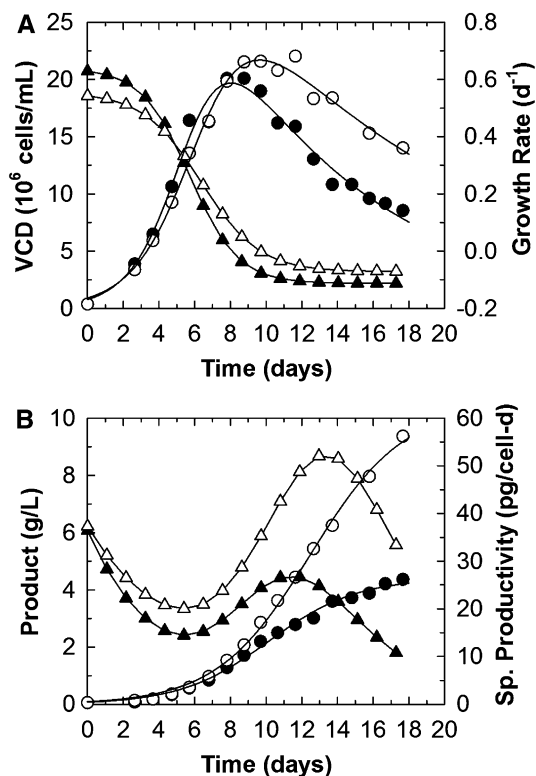 A
25
20
15
10
5
0
VCD (10⁶ cells/mL)
0.8
0.6
0.4
0.2
0.0
-0.2
Growth Rate (d⁻¹)
0 2 4 6 8 10 12 14 16 18 20
Time (days)
B
10
8
6
4
2
0
Product (g/L)
60
50
40
30
20
10
0
Sp. Productivity (pg/cell-d)
0 2 4 6 8 10 12 14 16 18 20
Time (days)